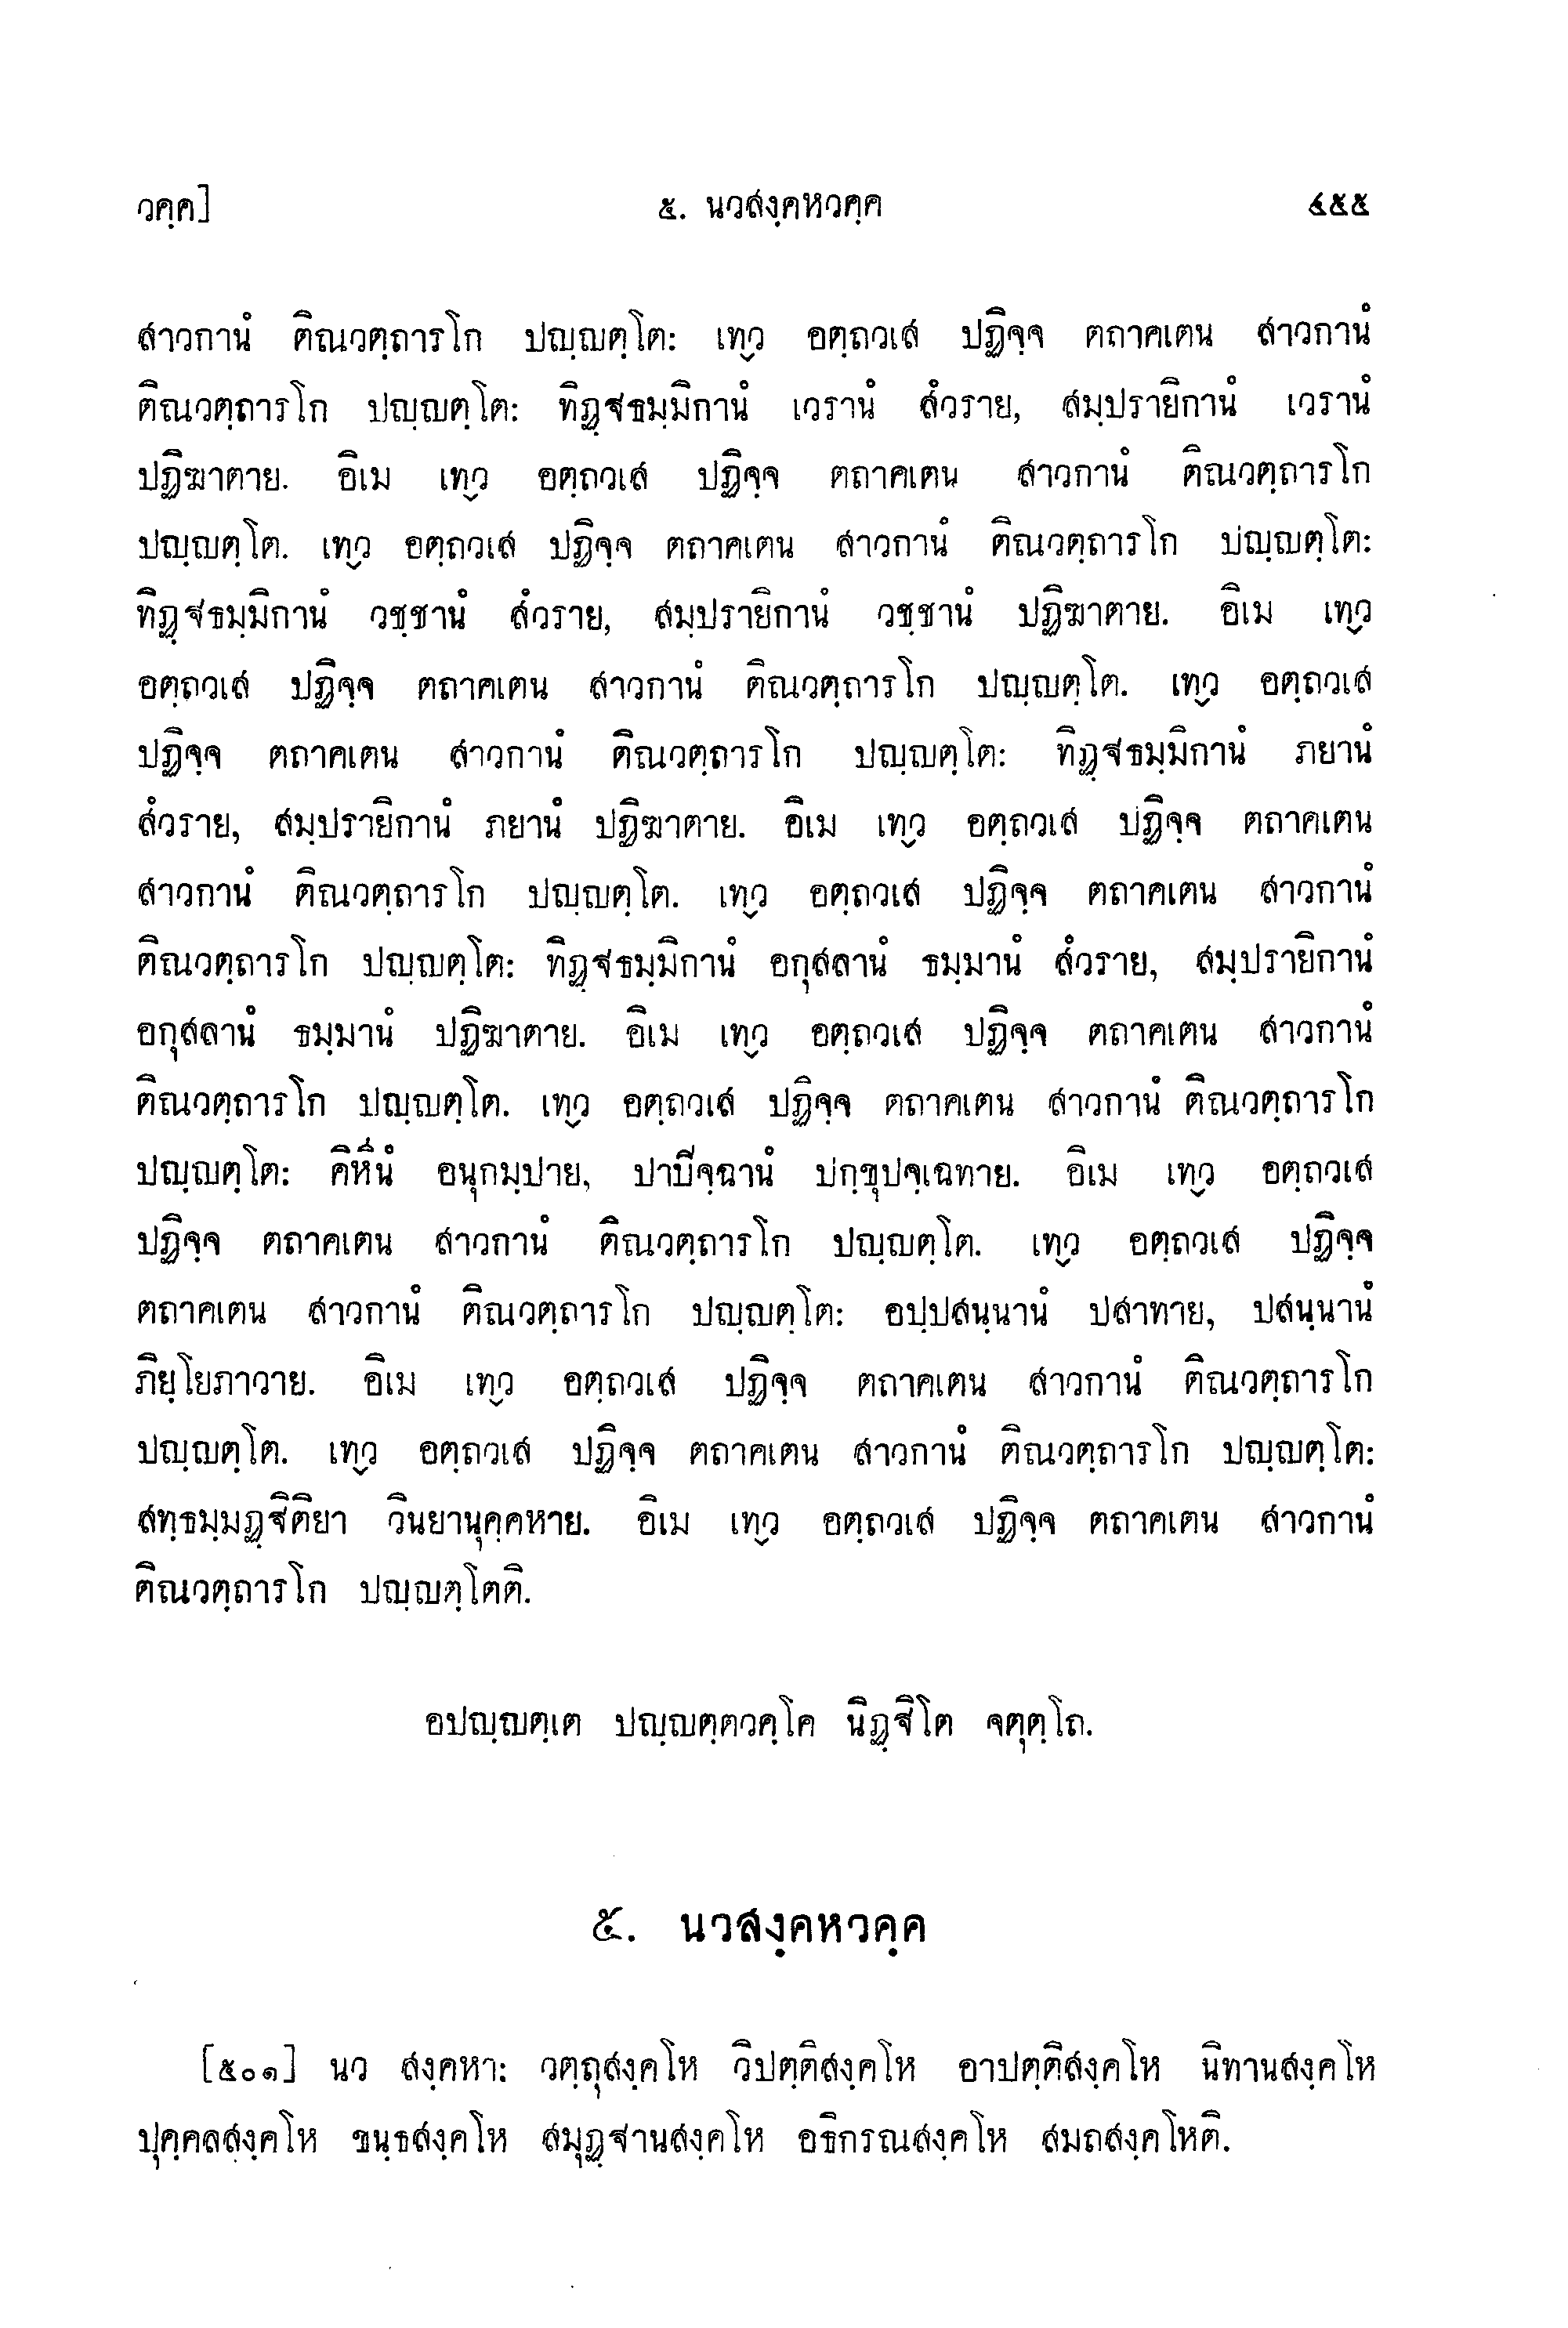 วคฺค]
๕. นวสงฺคหวคฺค
๔๕๕
สาวกานํ ติณวตฺถารโก ปญฺญตฺโต: เทฺว อตฺถวเส ปฏิจฺจ ตถาคเตน สาวกานํ
ติณวตฺถารโก ปญฺญตฺโต: ทิฏฺฐธมฺมิกานํ เวรานํ สํวราย, สมฺปรายิกานํ เวรานํ
ปฏิฆาตาย. อิเม เทฺว อตฺถวเส ปฏิจฺจ ตถาคเตน สาวกานํ ติณวตฺถารโก
ปญฺญตฺโต. เทฺว อตฺถวเส ปฏิจฺจ ตถาคเตน สาวกานํ ติณวตฺถารโก ปญฺญตฺโต:
ทิฏฺฐธมฺมิกานํ วชฺชานํ สํวราย, สมฺปรายิกานํ วชฺชานํ ปฏิฆาตาย. อิเม เทฺว
อตฺถวเส ปฏิจฺจ ตถาคเตน สาวกานํ ติณวตฺถารโก ปญฺญตฺโต. เทฺว อตฺถวเส
ปฏิจฺจ ตถาคเตน สาวกานํ ติณวตฺถารโก ปญฺญตฺโต: ทิฏฺฐธมฺมิกานํ ภยานํ
สํวราย, สมฺปรายิกานํ ภยานํ ปฏิฆาตาย. อิเม เทฺว อตฺถวเส ปฏิจฺจ ตถาคเตน
สาวกานํ ติณวตฺถารโก ปญฺญตฺโต. เทฺว อตฺถวเส ปฏิจฺจ ตถาคเตน สาวกานํ
ติณวตฺถารโก ปญฺญตฺโต: ทิฏฺฐธมฺมิกานํ อกุสลานํ ธมฺมานํ สํวราย, สมฺปรายิกานํ
อกุสลานํ ธมฺมานํ ปฏิฆาตาย. อิเม เทฺว อตฺถวเส ปฏิจฺจ ตถาคเตน สาวกานํ
ติณวตฺถารโก ปญฺญตฺโต. เทฺว อตฺถวเส ปฏิจฺจ ตถาคเตน สาวกานํ ติณวตฺถารโก
ปญฺญตฺโต: คิหีนํ อนุกมฺปาย, ปาปิจฺฉานํ ปกฺขุปจฺเฉทาย. อิเม เทฺว อตฺถวเส
ปฏิจฺจ ตถาคเตน สาวกานํ ติณวตฺถารโก ปญฺญตฺโต. เทฺว อตฺถวเส ปฏิจฺจ
ตถาคเตน สาวกานํ ติณวตฺถารโก ปญฺญตฺโต: อปฺปสนฺนานํ ปสาทาย, ปสนฺนานํ
ภิยฺโยภาวาย. อิเม เทฺว อตฺถวเส ปฏิจฺจ ตถาคเตน สาวกานํ ติณวตฺถารโก
ปญฺญตฺโต. เทฺว อตฺถวเส ปฏิจฺจ ตถาคเตน สาวกานํ ติณวตฺถารโก ปญฺญตฺโต:
สทฺธมฺมฏฺฐิติยา วินยานุคฺคหาย. อิเม เทฺว อตฺถวเส ปฏิจฺจ ตถาคเตน สาวกานํ
ติณวตฺถารโก ปญฺญตฺโตติ.
อปญฺญตฺเต ปญฺญตฺตวคฺโค นิฏฺฐิโต จตุตฺโถ.
๕. นวสงฺคหวคฺค
[๕๐๑] นว สงฺคหา: วตฺถุสงฺคโห วิปตฺติสงฺคโห อาปตฺติสงฺคโห นิทานสงฺคโห
ปุคฺคลสงฺคโห ขนฺธสงฺคโห สมุฏฺฐานสงฺคโห อธิกรณสงฺคโห สมถสงฺคโหติ.